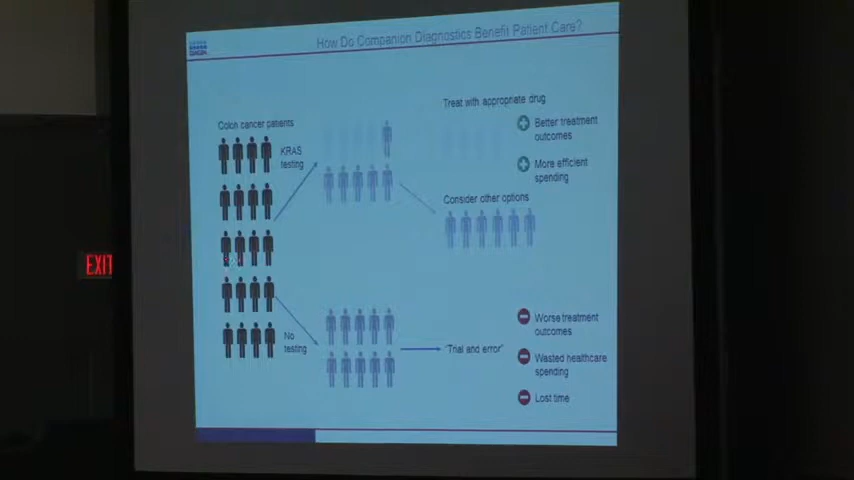 How Do Companion Diagnostics Benefit Patient Care?
Colon cancer patients
KRAS
testing
Treat with appropriate drug
Better treatment
outcomes
More efficient
spending
Consider other options
No
testing
"Trial and error"
Worse treatment
outcomes
Wasted healthcare
spending
Lost time
EXIT